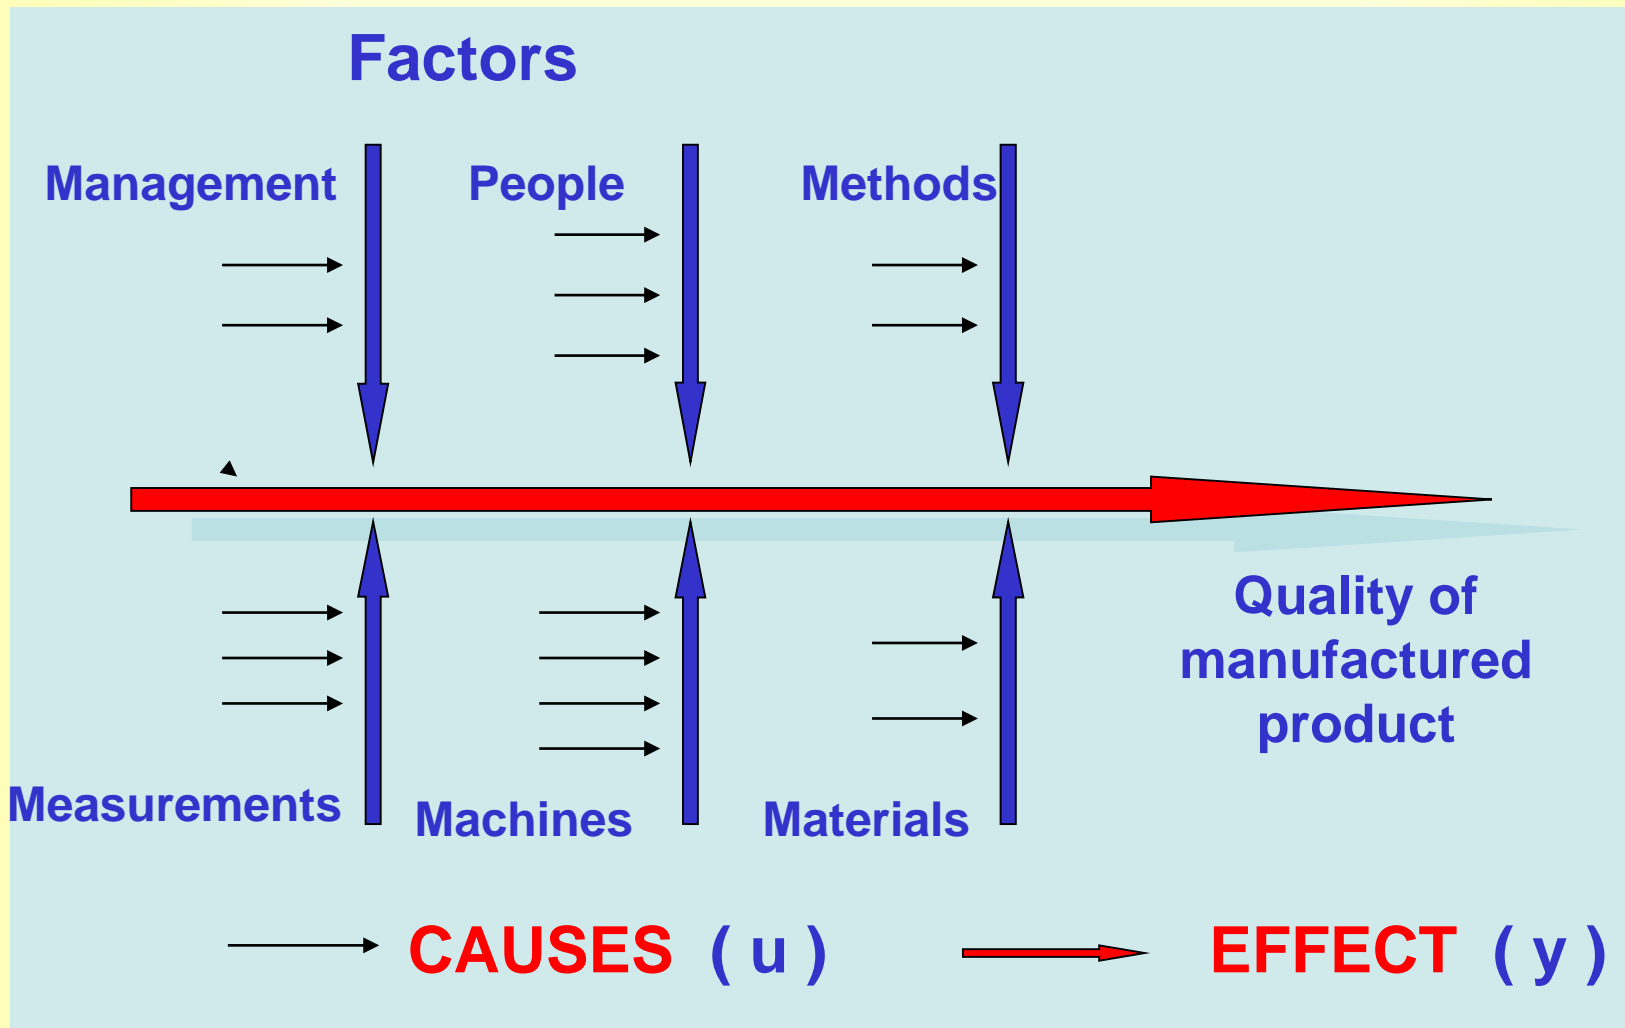 Factors
Management People Methods
Quality of
manufactured
product
Measurements Machines Materials
CAUSES ( u ) EFFECT ( y )